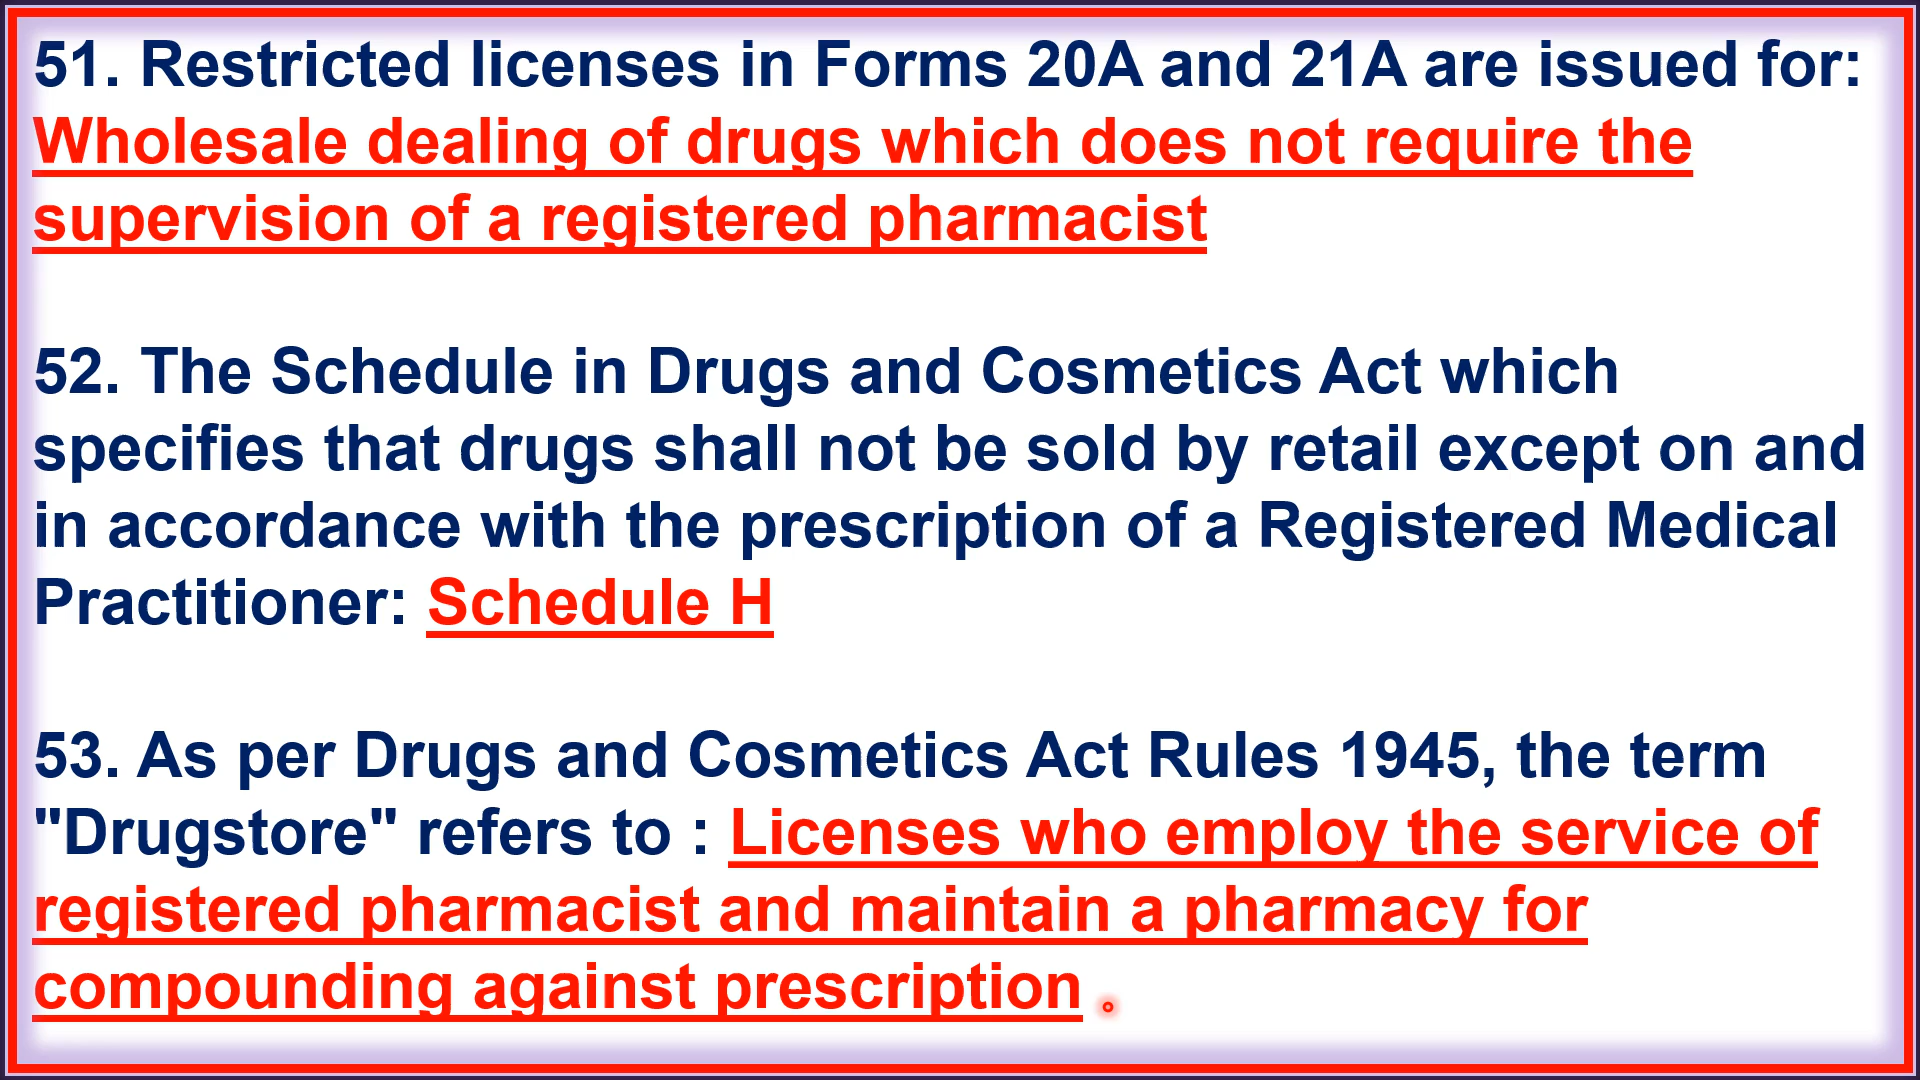 51. Restricted licenses in Forms 20A and 21A are issued for:
Wholesale dealing of drugs which does not require the
supervision of a registered pharmacist
52. The Schedule in Drugs and Cosmetics Act which
specifies that drugs shall not be sold by retail except on and
in accordance with the prescription of a Registered Medical
Practitioner: Schedule H
53. As per Drugs and Cosmetics Act Rules 1945, the term
"Drugstore" refers to : Licenses who employ the service of
registered pharmacist and maintain a pharmacy for
compounding against prescription